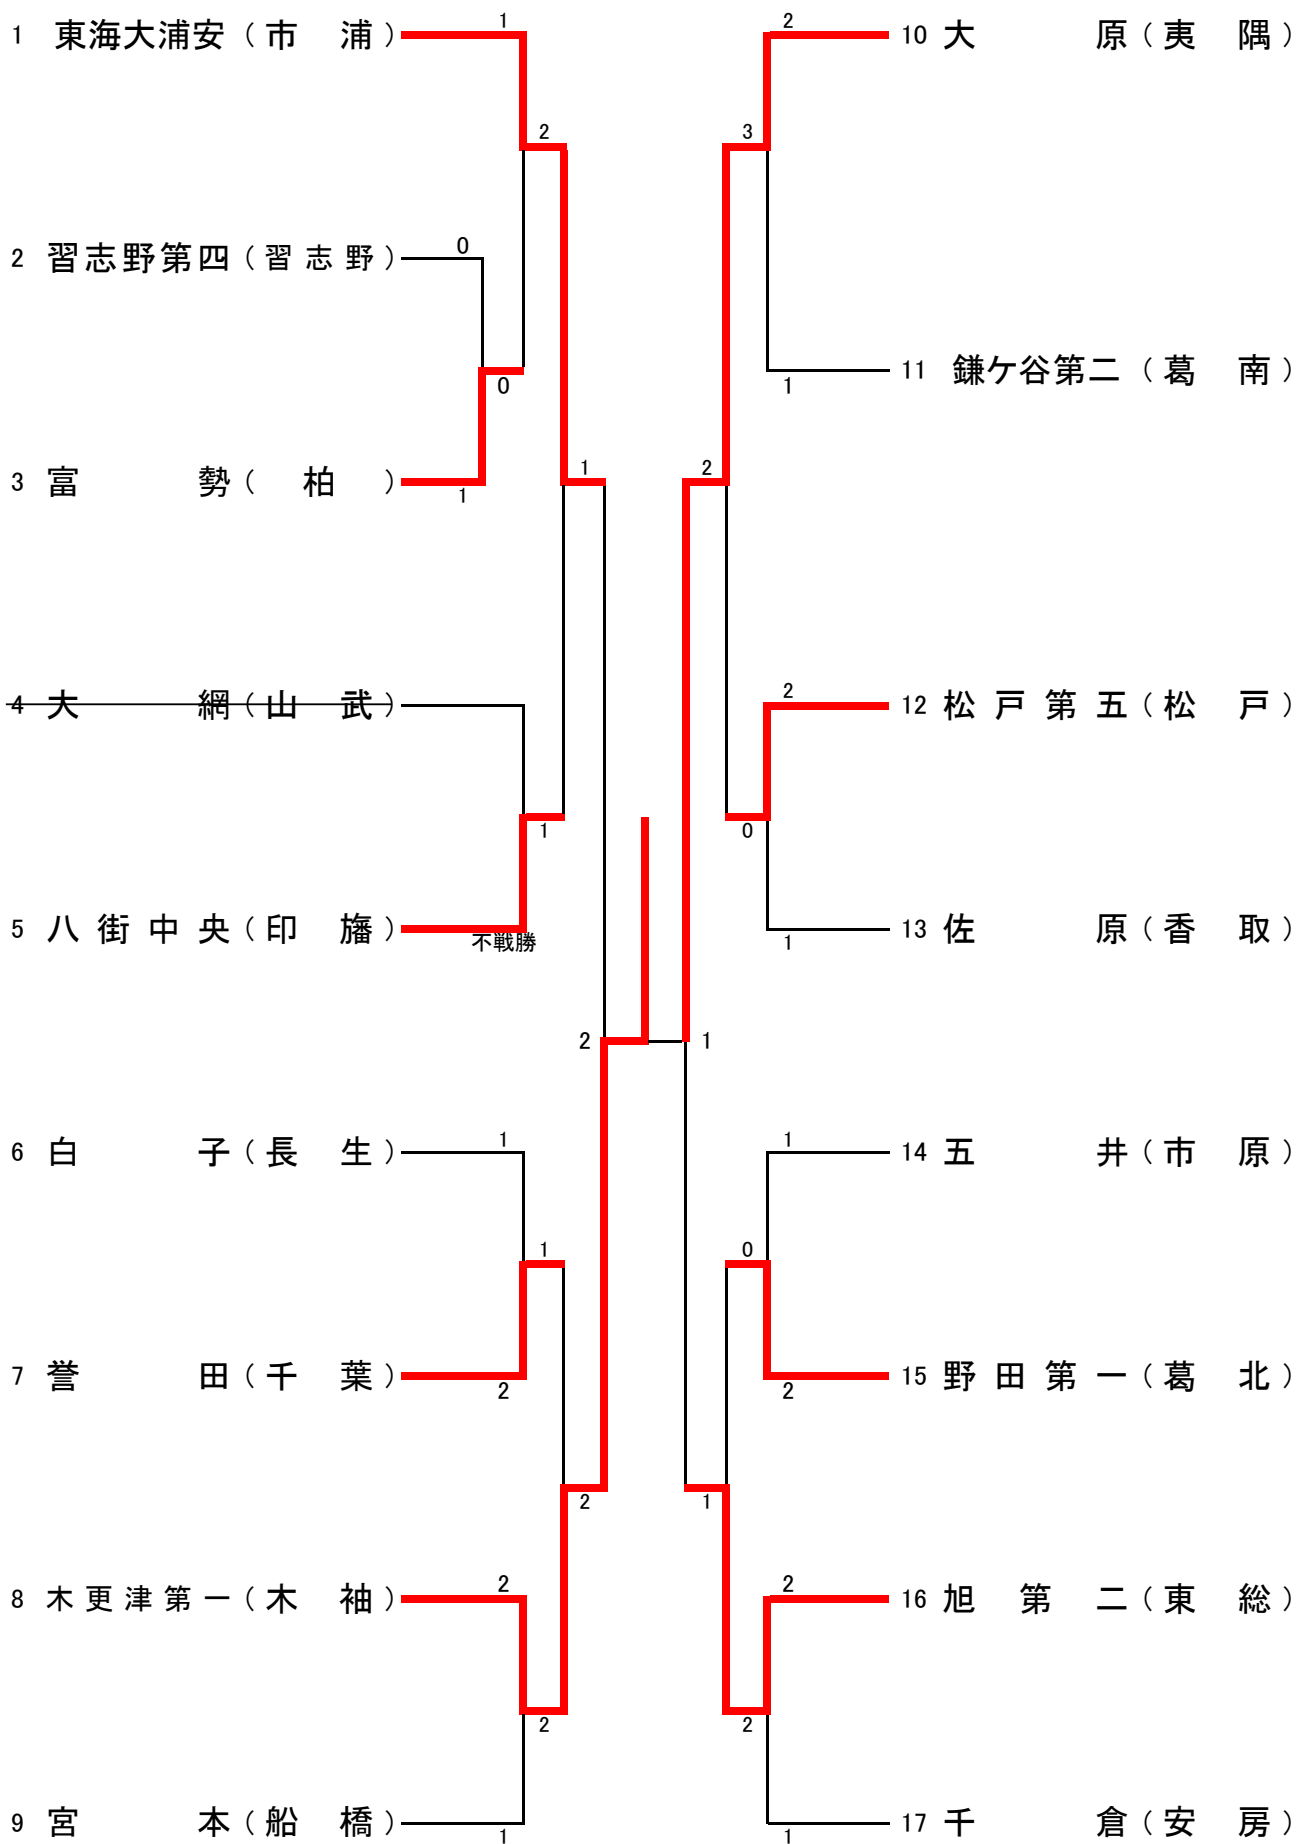 1 東海大浦安（市 浦） 1 2 10 大 原（夷 隅）
2 3
2 習志野第四（習志野） 0
0 1 11 鎌ケ谷第二（葛 南）
3 富 勢（ 柏 ） 1 1 2
4 大 網（山 武） 2 12 松戸第五（松 戸）
1 0
5 八街中央（印 旛） 不戦勝 1 13 佐 原（香 取）
2 1
6 白 子（長 生） 1 1 14 五 井（市 原）
1 0
7 誉 田（千 葉） 2 2 15 野田第一（葛 北）
2 1
8 木更津第一（木 袖） 2 2 16 旭 第 二（東 総）
2 2
9 宮 本（船 橋） 1 1 17 千 倉（安 房）